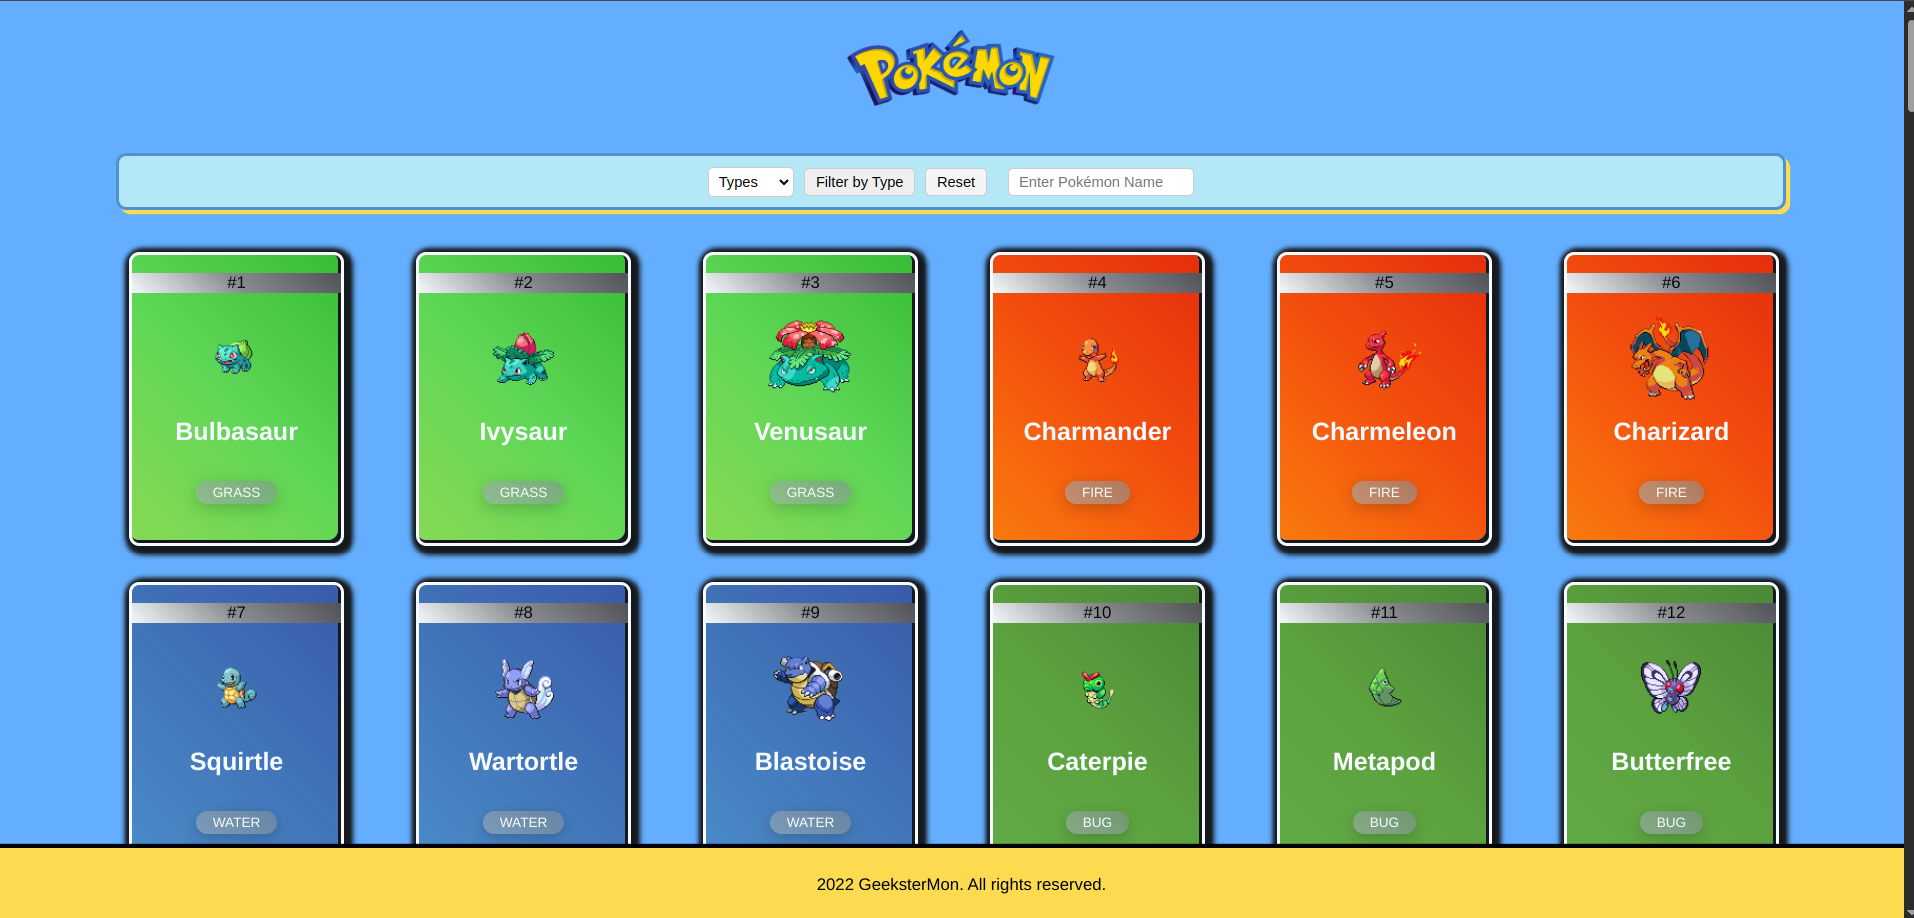 POKéMON
Types Filter by Type Reset Enter Pokémon Name
#1 #2 #3 #4 #5 #6
Bulbasaur Ivysaur Venusaur Charmander Charmeleon Charizard
GRASS GRASS GRASS FIRE FIRE FIRE
#7 #8 #9 #10 #11 #12
Squirtle Wartortle Blastoise Caterpie Metapod Butterfree
WATER WATER WATER BUG BUG BUG
2022 GeeksterMon. All rights reserved.